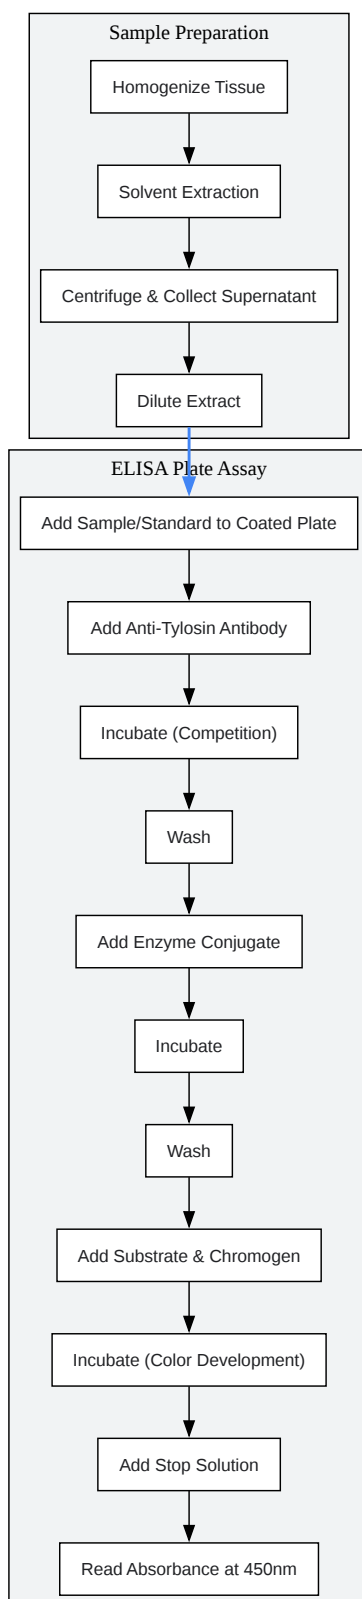 Sample Preparation
Homogenize Tissue
Solvent Extraction
Centrifuge & Collect Supernatant
Dilute Extract
ELISA Plate Assay
Add Sample/Standard to Coated Plate
Add Anti-Tylosin Antibody
Incubate (Competition)
Wash
Add Enzyme Conjugate
Incubate
Wash
Add Substrate & Chromogen
Incubate (Color Development)
Add Stop Solution
Read Absorbance at 450nm